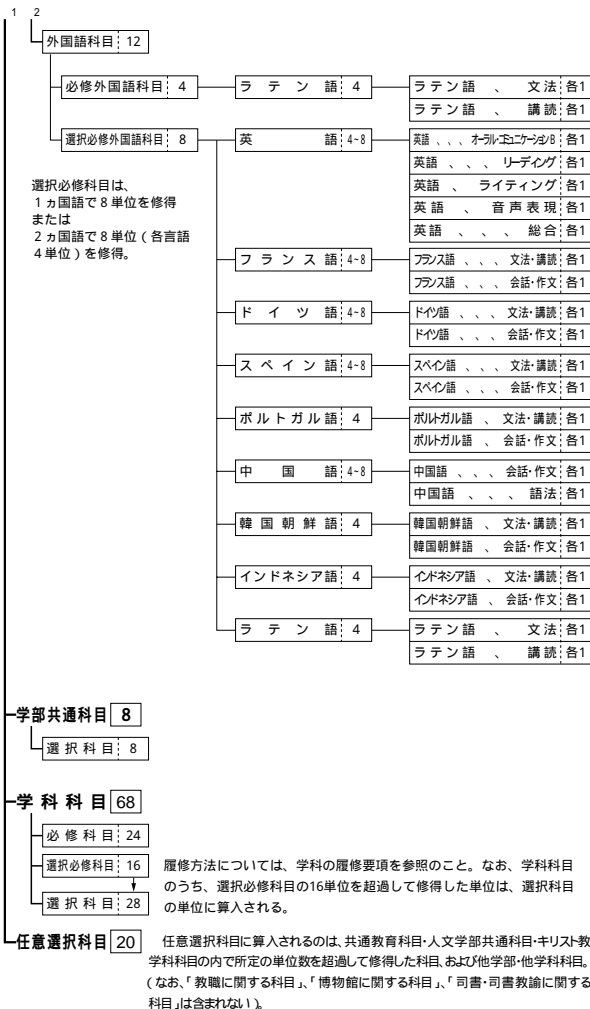 1 2
外国語科目 12
必修外国語科目 4 ラテン語 4 ラテン語 、 文法 各1
ラテン語 、 講読 各1
選択必修外国語科目 8 英語 4~8 英語 、、、 オーラル・コミュニケーションB 各1
英語 、、、 リーディング 各1
英語 、 ライティング 各1
英語 、 音声表現 各1
英語 、、、 総合 各1
選択必修科目は、
1ヵ国語で8単位を修得
または
2ヵ国語で8単位(各言語
4単位)を修得。
フランス語 4~8 フランス語 、、、 文法・講読 各1
フランス語 、、、 会話・作文 各1
ドイツ語 4~8 ドイツ語 、、、 文法・講読 各1
ドイツ語 、、、 会話・作文 各1
スペイン語 4~8 スペイン語 、、、 文法・講読 各1
スペイン語 、、、 会話・作文 各1
ポルトガル語 4 ポルトガル語 、 文法・講読 各1
ポルトガル語 、 会話・作文 各1
中国語 4~8 中国語 、、、 会話・作文 各1
中国語 、、、 語法 各1
韓国朝鮮語 4 韓国朝鮮語 、 文法・講読 各1
韓国朝鮮語 、 会話・作文 各1
インドネシア語 4 インドネシア語 、 文法・講読 各1
インドネシア語 、 会話・作文 各1
ラテン語 4 ラテン語 、 文法 各1
ラテン語 、 講読 各1
学部共通科目 8
選択科目 8
学科科目 68
必修科目 24
選択必修科目 16 履修方法については、学科の履修要項を参照のこと。なお、学科科目
のうち、選択必修科目の16単位を超過して修得した単位は、選択科目
選択科目 28 の単位に算入される。
任意選択科目 20 任意選択科目に算入されるのは、共通教育科目・人文学部共通科目・キリスト教
学科科目の内で所定の単位数を超過して修得した科目、および他学部・他学科科目。
(なお、「教職に関する科目」、「博物館に関する科目」、「司書・司書教諭に関する
科目」は含まれない)。